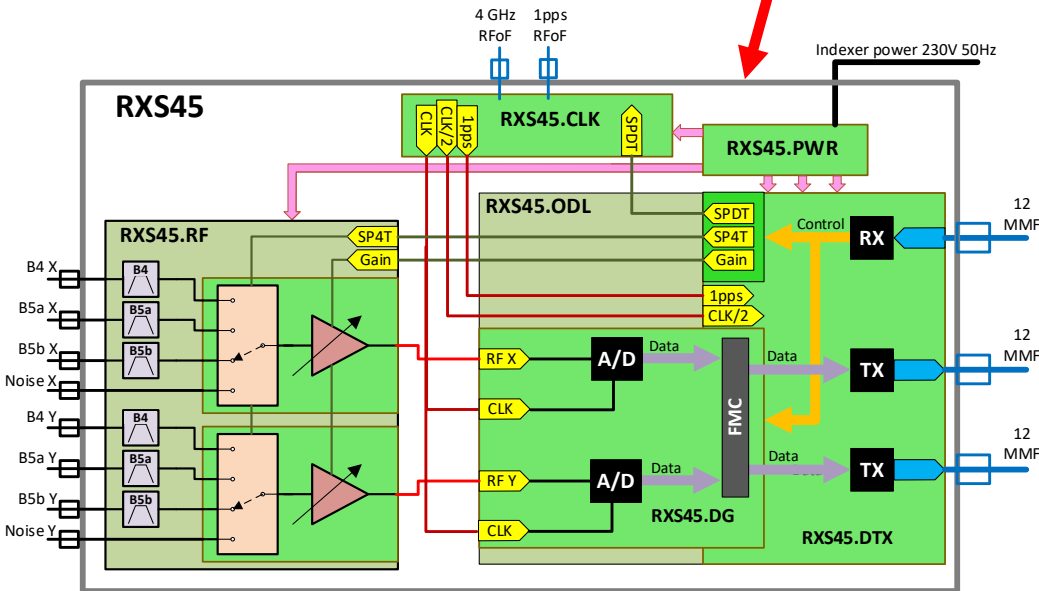 4 GHz
RFoF
1pps
RFoF
Indexer power 230V 50Hz
RXS45
RXS45.CLK
CLK
CLK/2
1pps
SPDT
RXS45.PWR
RXS45.RF
SP4T
Gain
B4 X
B4
B5a X
B5a
B5b X
B5b
Noise X
B4 Y
B4
B5a Y
B5a
B5b Y
B5b
Noise Y
RXS45.ODL
SPDT
SP4T
Gain
1pps
CLK/2
Control
RX
12
MMF
RF X
A/D
Data
CLK
FMC
Data
TX
12
MMF
RF Y
A/D
Data
CLK
Data
TX
12
MMF
RXS45.DG
RXS45.DTX